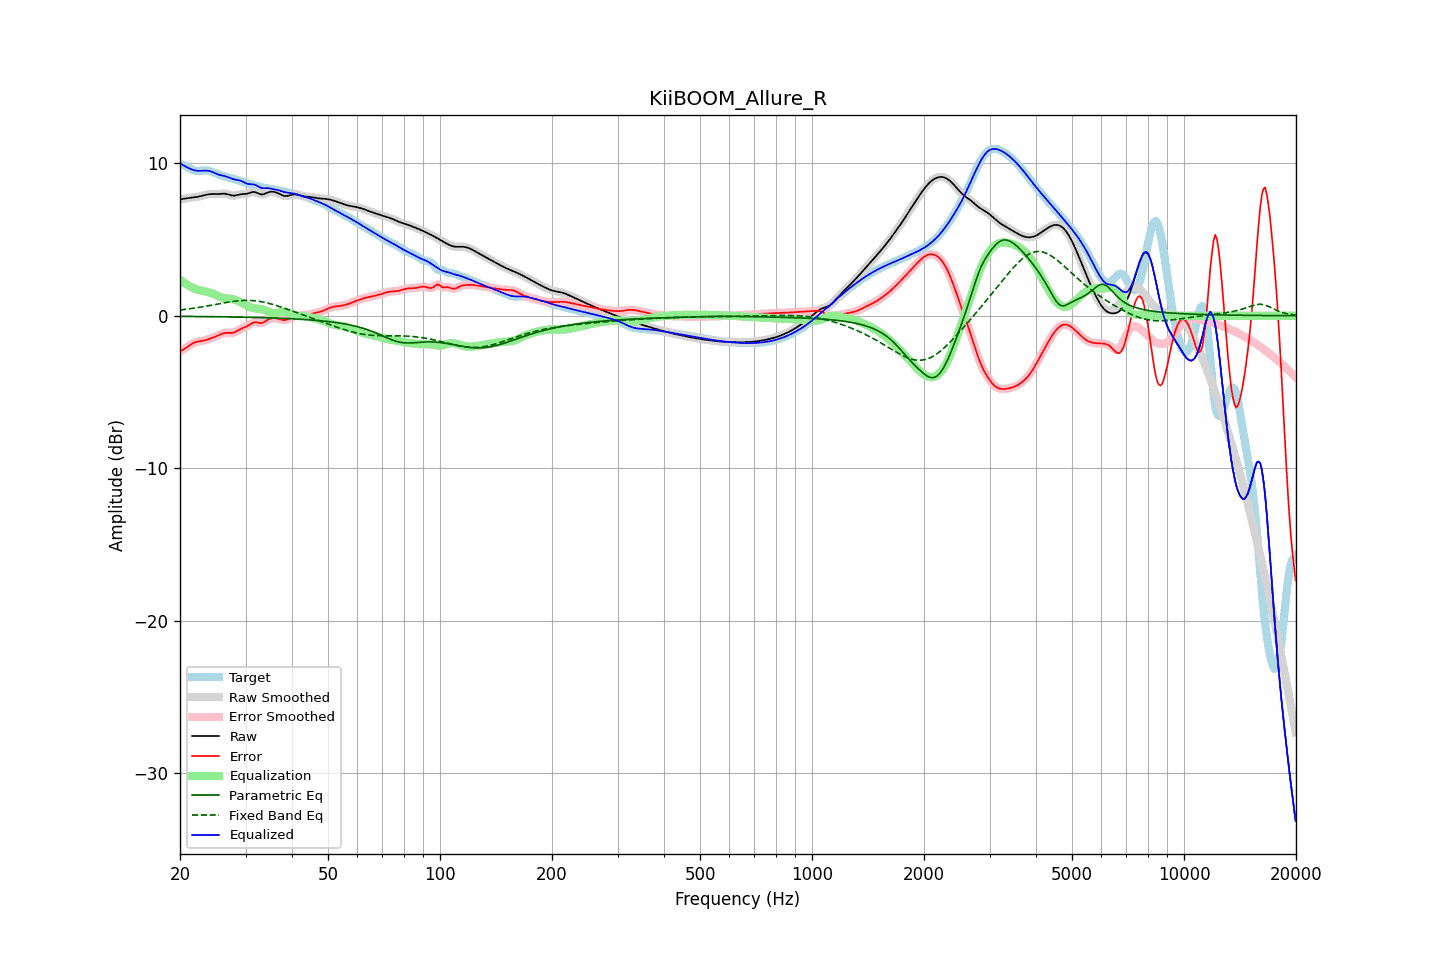 KiiBOOM_Allure_R
Amplitude (dBr)
10
0
−10
−20
−30
Target
Raw Smoothed
Error Smoothed
Raw
Error
Equalization
Parametric Eq
Fixed Band Eq
Equalized
20 50 100 200 500 1000 2000 5000 10000 20000
Frequency (Hz)